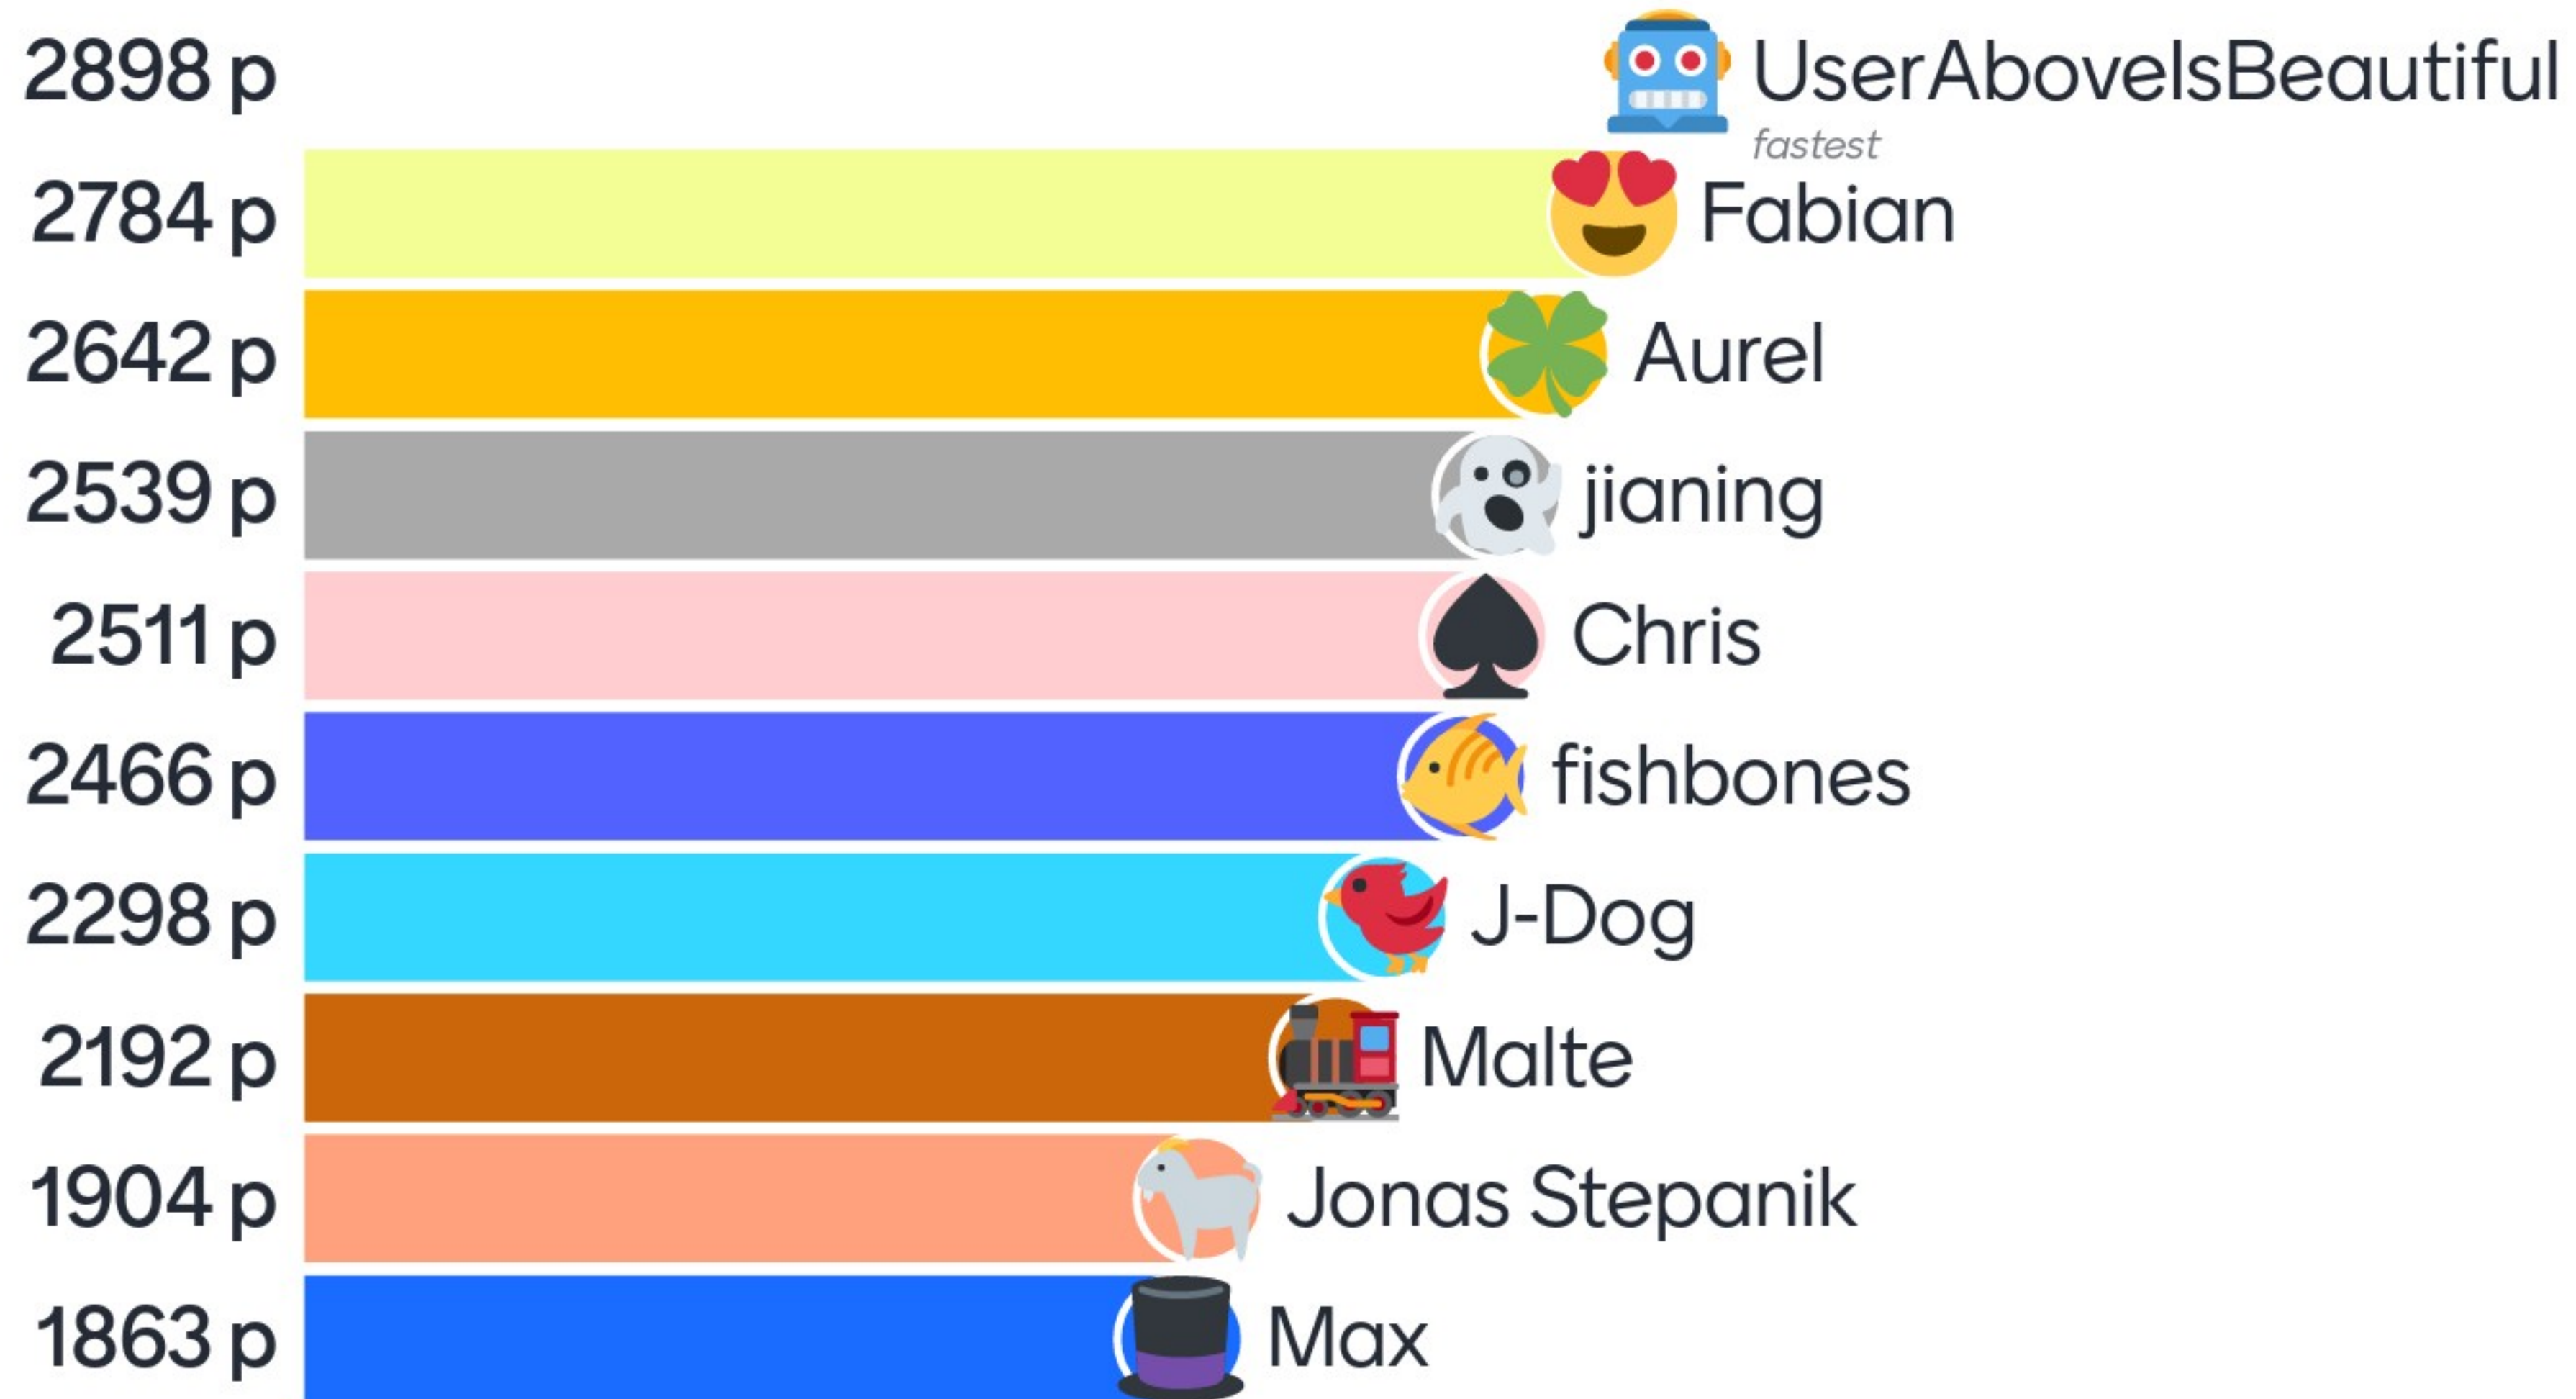 2898 p UserAboveIsBeautiful
fastest
2784 p Fabian
2642 p Aurel
2539 p jianing
2511 p Chris
2466 p fishbones
2298 p J-Dog
2192 p Malte
1904 p Jonas Stepanik
1863 p Max